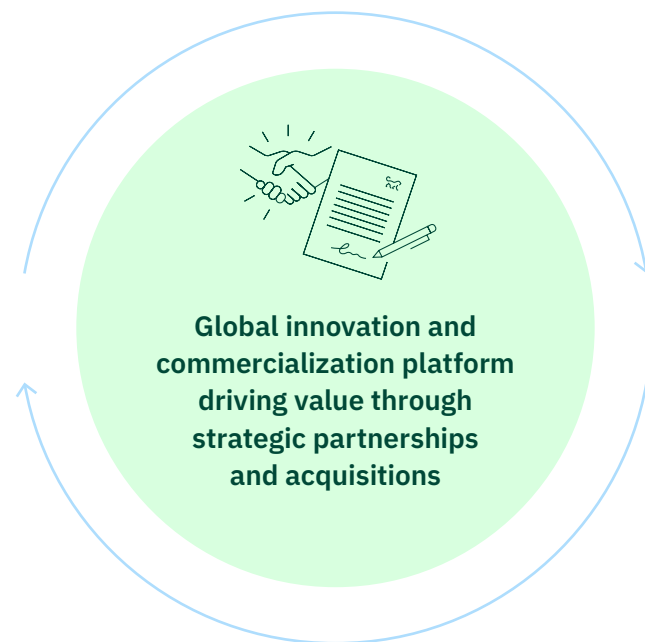 Global innovation and
commercialization platform
driving value through
strategic partnerships
and acquisitions